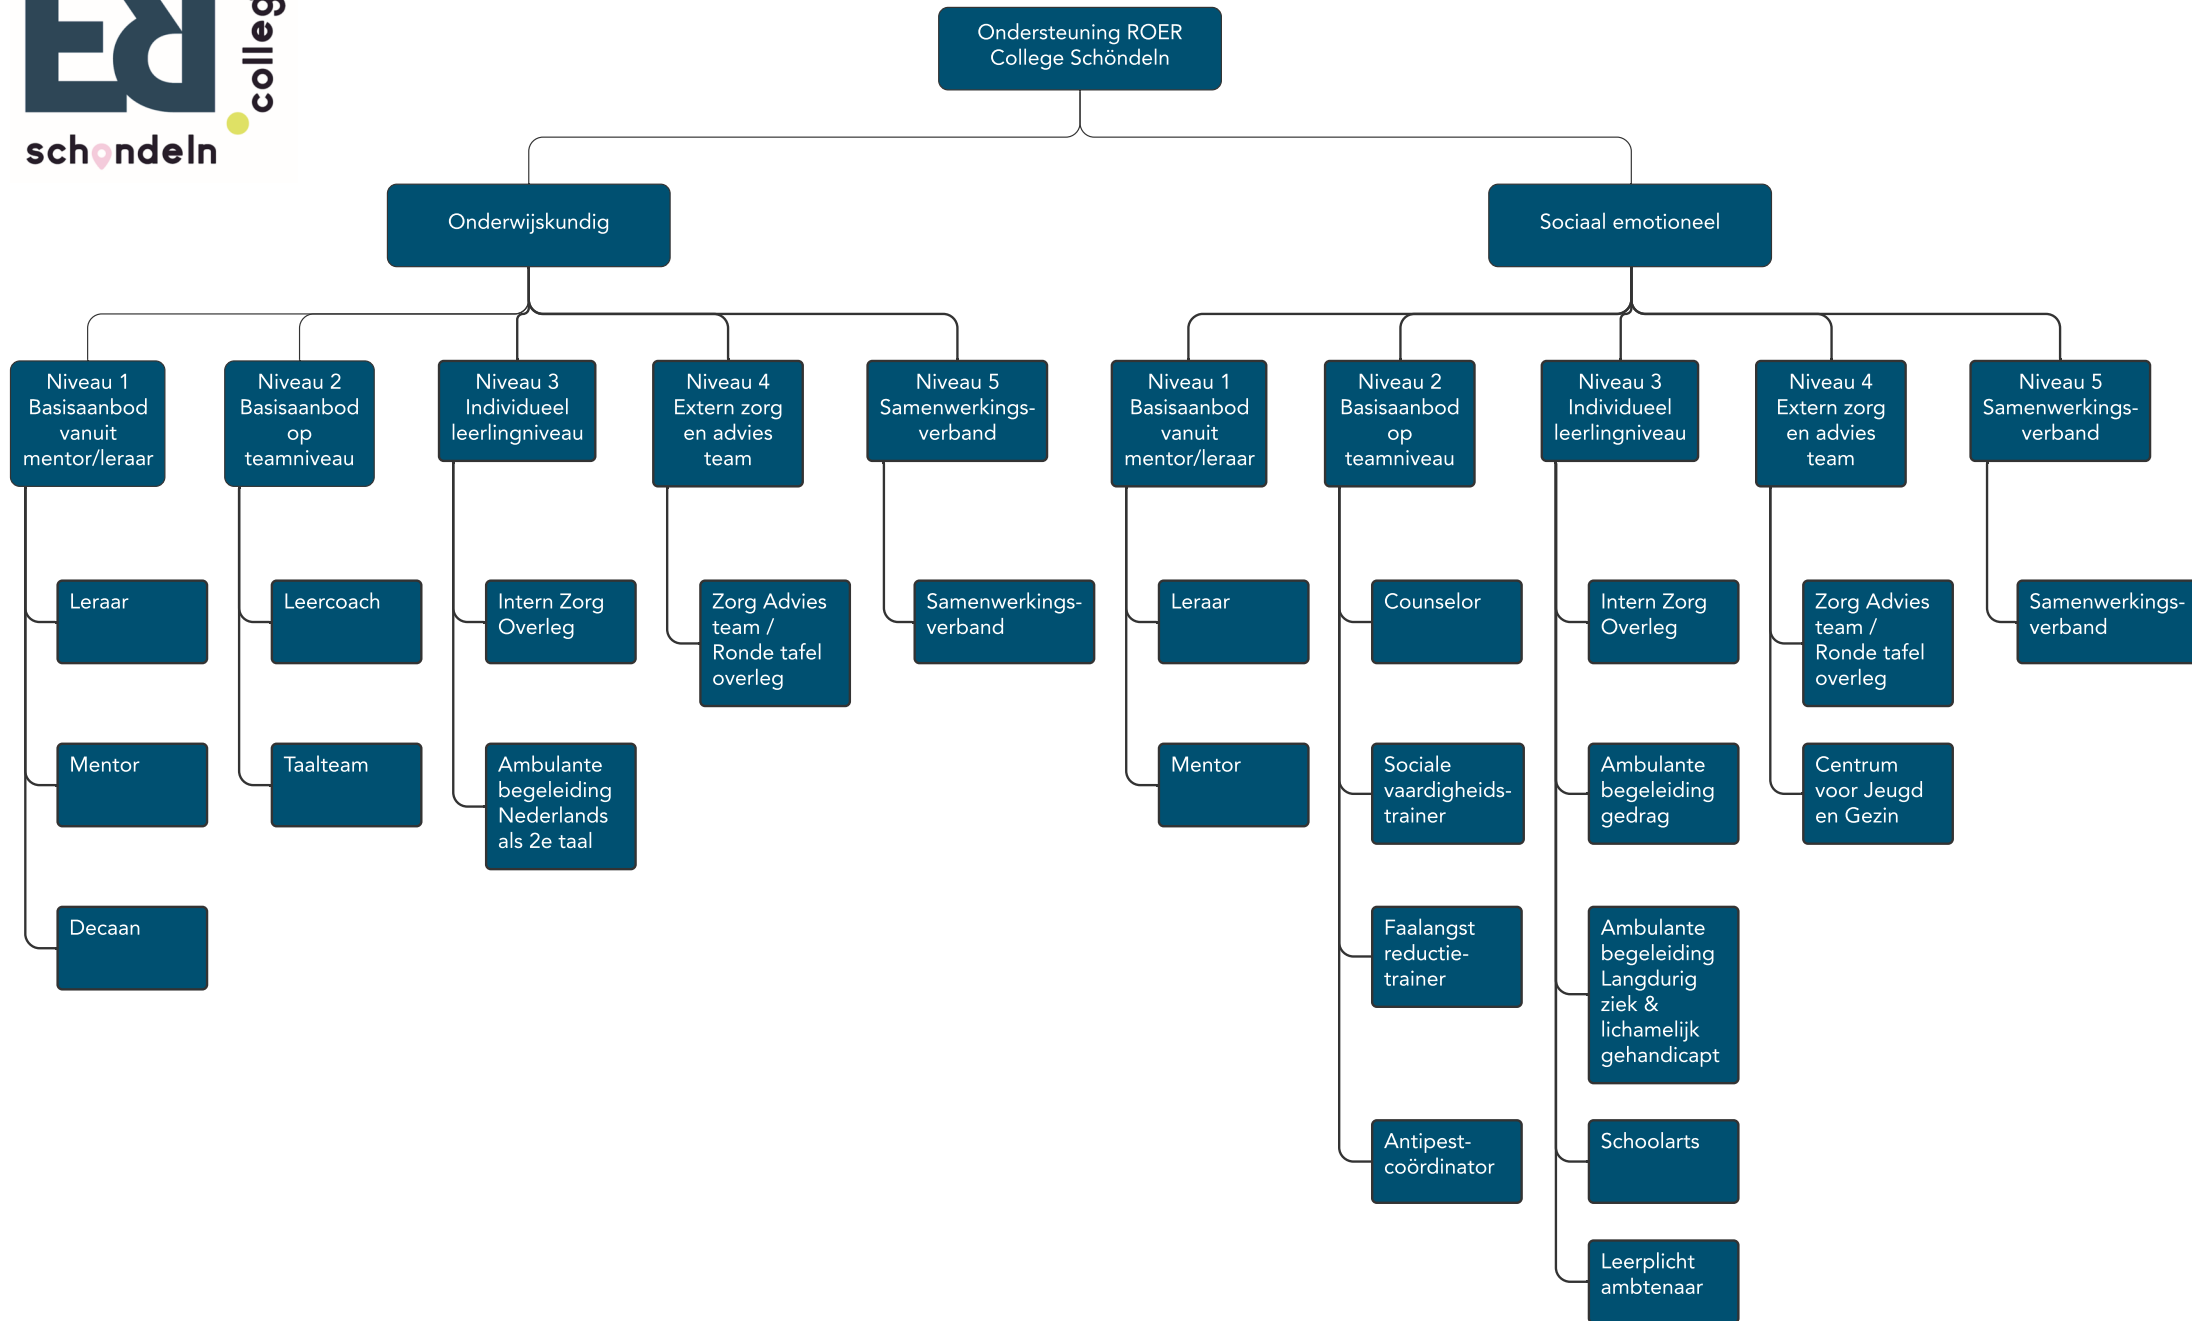 colleg
schondeln
Ondersteuning ROER
College Schöndeln
Onderwijskundig
Sociaal emotioneel
Niveau 1
Basisaanbod
vanuit
mentor/leraar
Niveau 2
Basisaanbod
op
teamniveau
Niveau 3
Individueel
leerlingniveau
Niveau 4
Extern zorg
en advies
team
Niveau 5
Samenwerkings-
verband
Niveau 1
Basisaanbod
vanuit
mentor/leraar
Niveau 2
Basisaanbod
op
teamniveau
Niveau 3
Individueel
leerlingniveau
Niveau 4
Extern zorg
en advies
team
Niveau 5
Samenwerkings-
verband
Leraar
Leercoach
Intern Zorg
Overleg
Zorg Advies
team /
Ronde tafel
overleg
Samenwerkings-
verband
Leraar
Counselor
Intern Zorg
Overleg
Zorg Advies
team /
Ronde tafel
overleg
Samenwerkings-
verband
Mentor
Taalteam
Ambulante
begeleiding
Nederlands
als 2e taal
Mentor
Sociale
vaardigheids-
trainer
Ambulante
begeleiding
gedrag
Centrum
voor Jeugd
en Gezin
Decaan
Faalangst
reductie-
trainer
Ambulante
begeleiding
Langdurig
ziek &
lichamelijk
gehandicapt
Antipest-
coördinator
Schoolarts
Leerplicht
ambtenaar